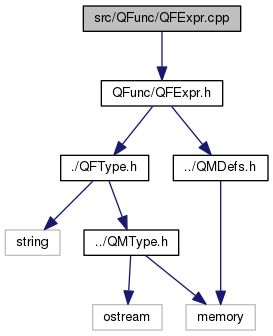 src/QFunc/QFExpr.cpp
QFunc/QFExpr.h
./QFType.h
../QMDefs.h
string
../QMType.h
ostream
memory